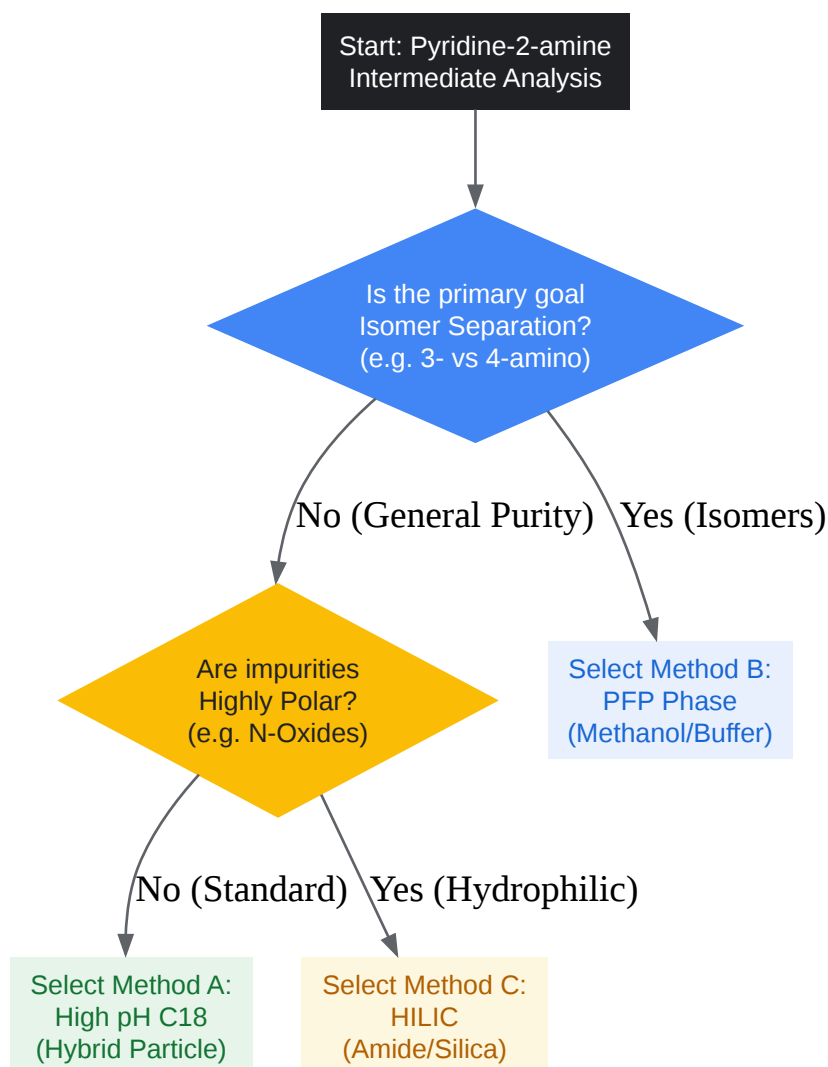 Start: Pyridine-2-amine
Intermediate Analysis
Is the primary goal
Isomer Separation?
(e.g. 3- vs 4-amino)
No (General Purity)
Yes (Isomers)
Are impurities
Highly Polar?
(e.g. N-Oxides)
Select Method B:
PFP Phase
(Methanol/Buffer)
No (Standard)
Yes (Hydrophilic)
Select Method A:
High pH C18
(Hybrid Particle)
Select Method C:
HILIC
(Amide/Silica)